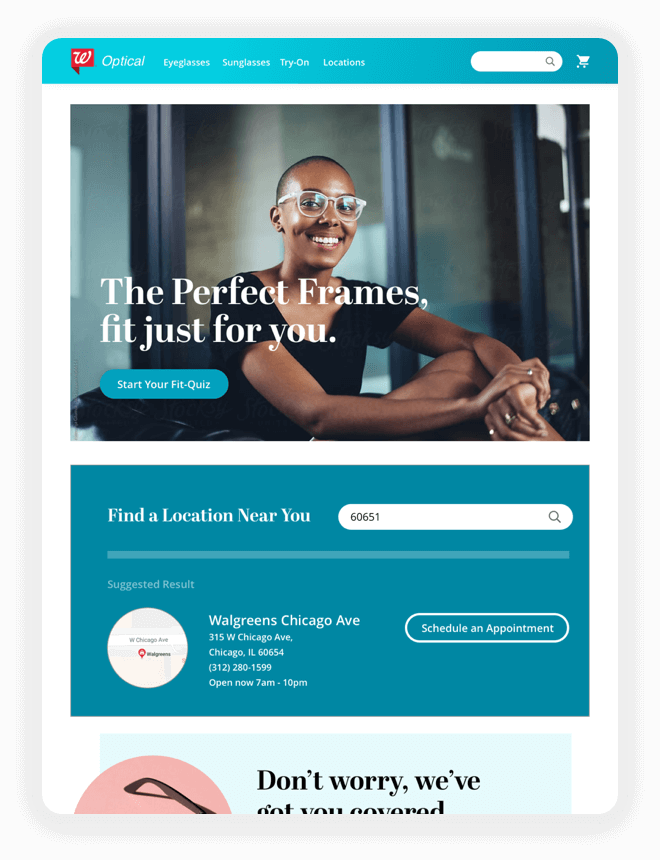 W Optical
Eyeglasses Sunglasses Try-On Locations
The Perfect Frames,
fit just for you.
Start Your Fit-Quiz
Find a Location Near You
60651
Suggested Result
W Chicago Ave
Walgreens
Walgreens Chicago Ave
315 W Chicago Ave,
Chicago, IL 60654
(312) 280-1599
Open now 7am - 10pm
Schedule an Appointment
Don’t worry, we’ve
got you covered